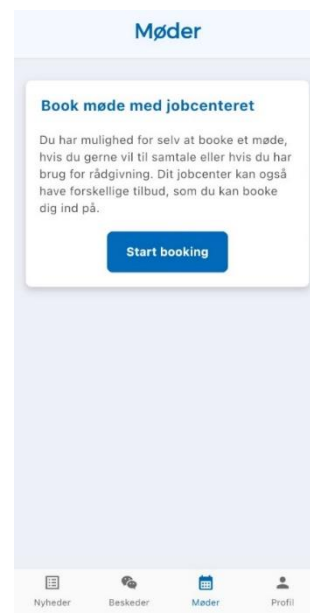 Møder
Book møde med jobcenteret
Du har mulighed for selv at booke et møde,
hvis du gerne vil til samtale eller hvis du har
brug for rådgivning. Dit jobcenter kan også
have forskellige tilbud, som du kan booke
dig ind på.
Start booking
Nyheder Beskeder Møder Profil